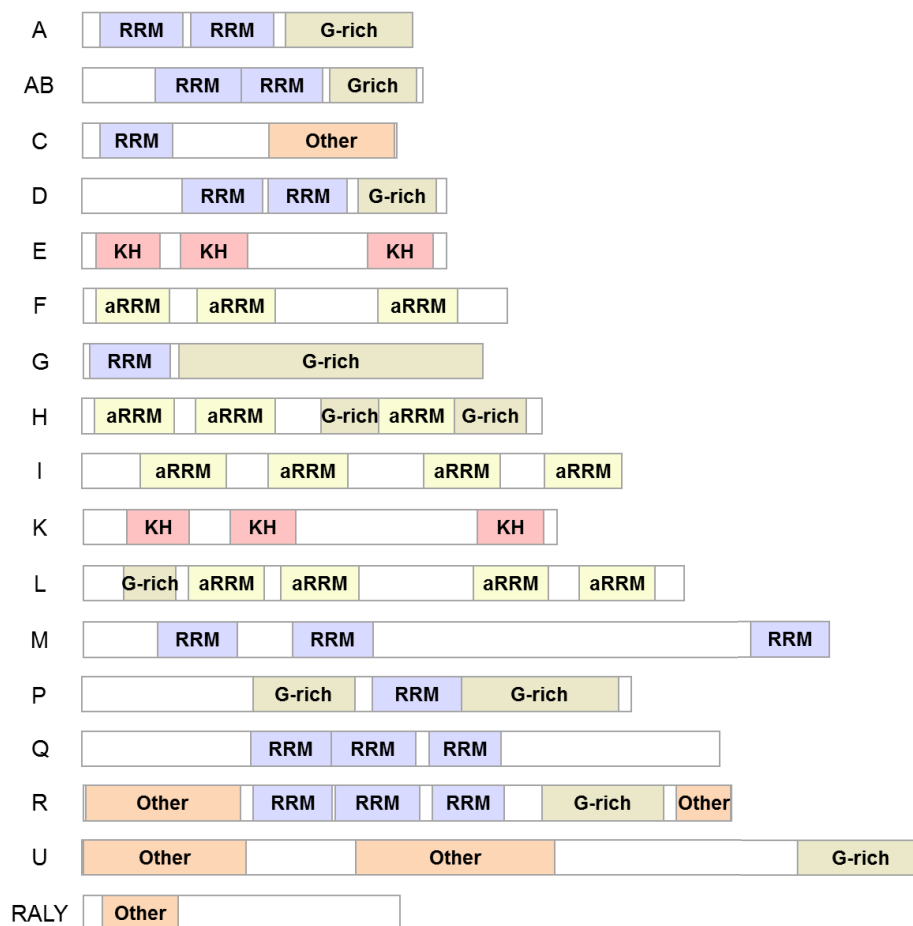 A RRM RRM G-rich
AB RRM RRM Grich
C RRM Other
D RRM RRM G-rich
E KH KH KH
F aRRM aRRM aRRM
G RRM G-rich
H aRRM aRRM G-rich aRRM G-rich
I aRRM aRRM aRRM aRRM
K KH KH KH
L G-rich aRRM aRRM aRRM aRRM
M RRM RRM RRM
P G-rich RRM G-rich
Q RRM RRM RRM
R Other RRM RRM RRM G-rich Other
U Other Other G-rich
RALY Other